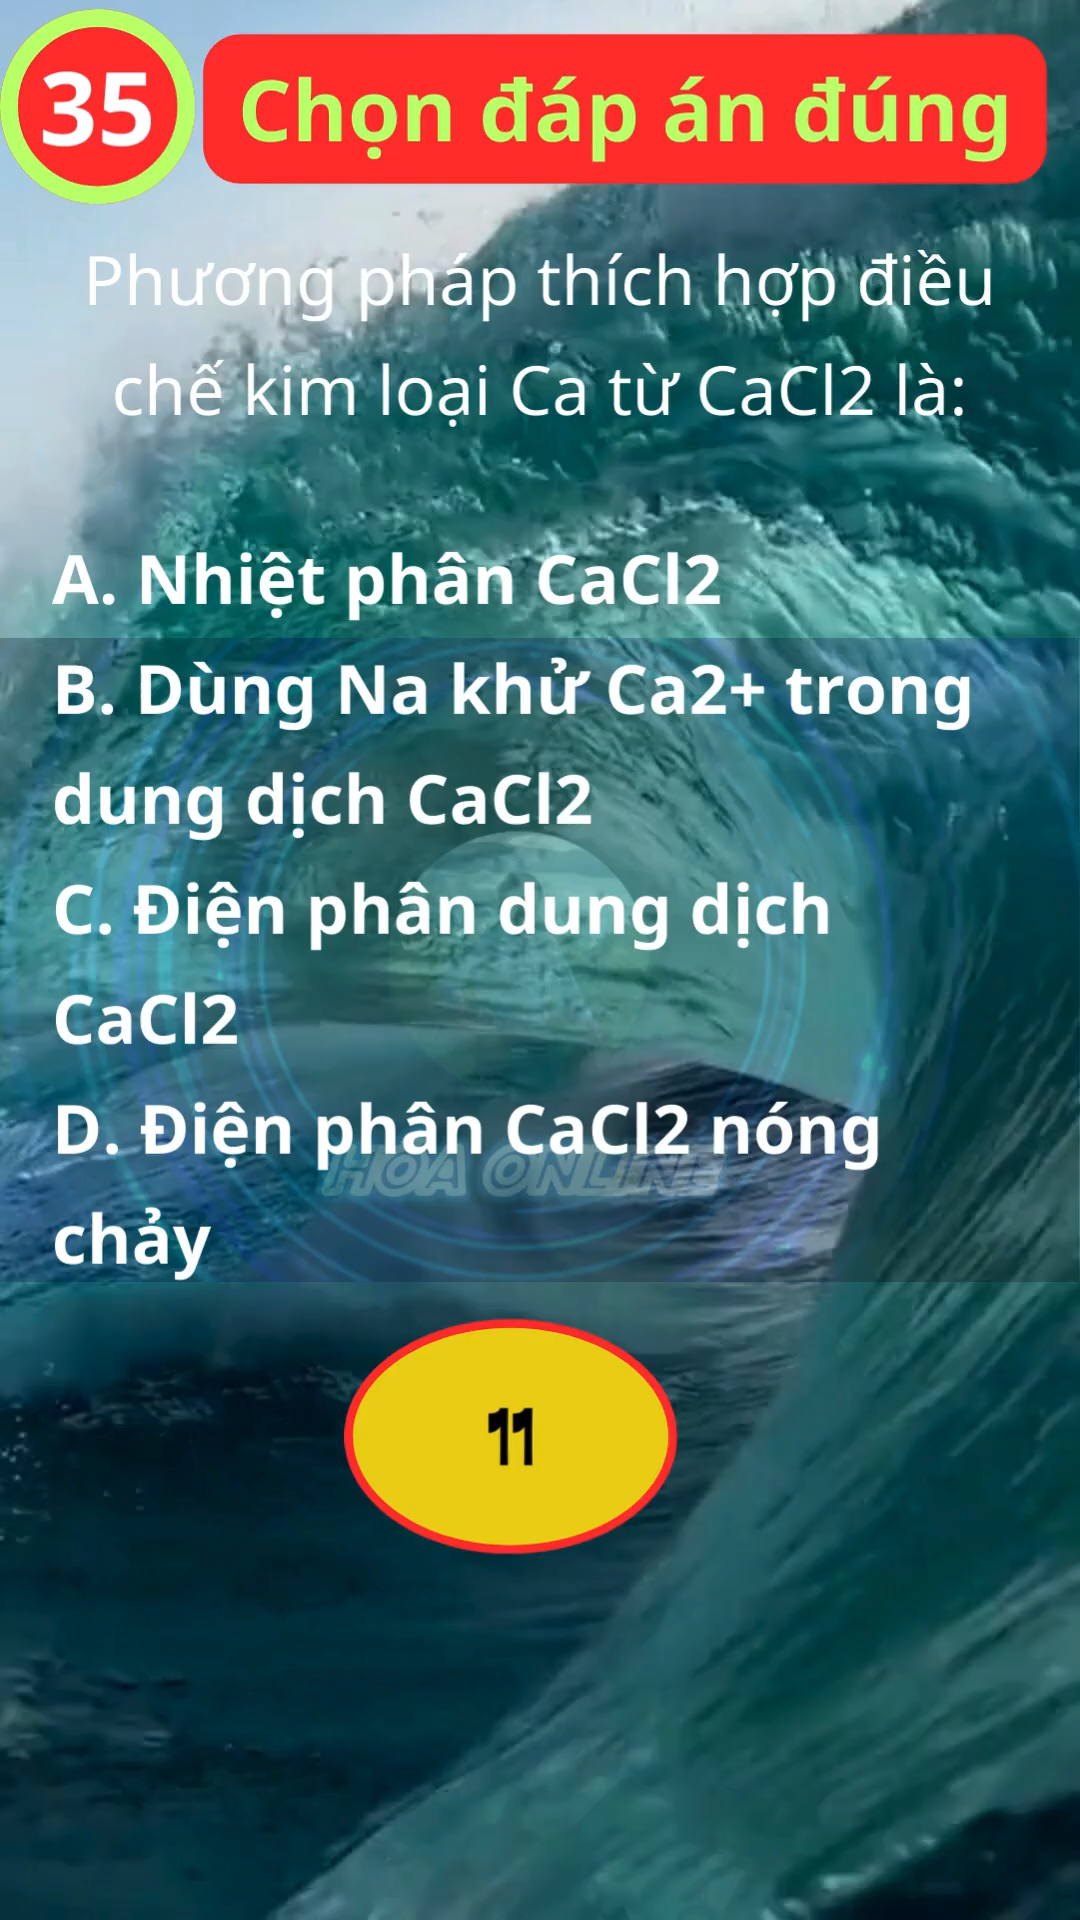 35
Chọn đáp án đúng
Phương pháp thích hợp điều
chế kim loại Ca từ CaCl2 là:
A. Nhiệt phân CaCl2
B. Dùng Na khử Ca2+ trong
dung dịch CaCl2
C. Điện phân dung dịch
CaCl2
D. Điện phân CaCl2 nóng
chảy
HOA ONLINE
11